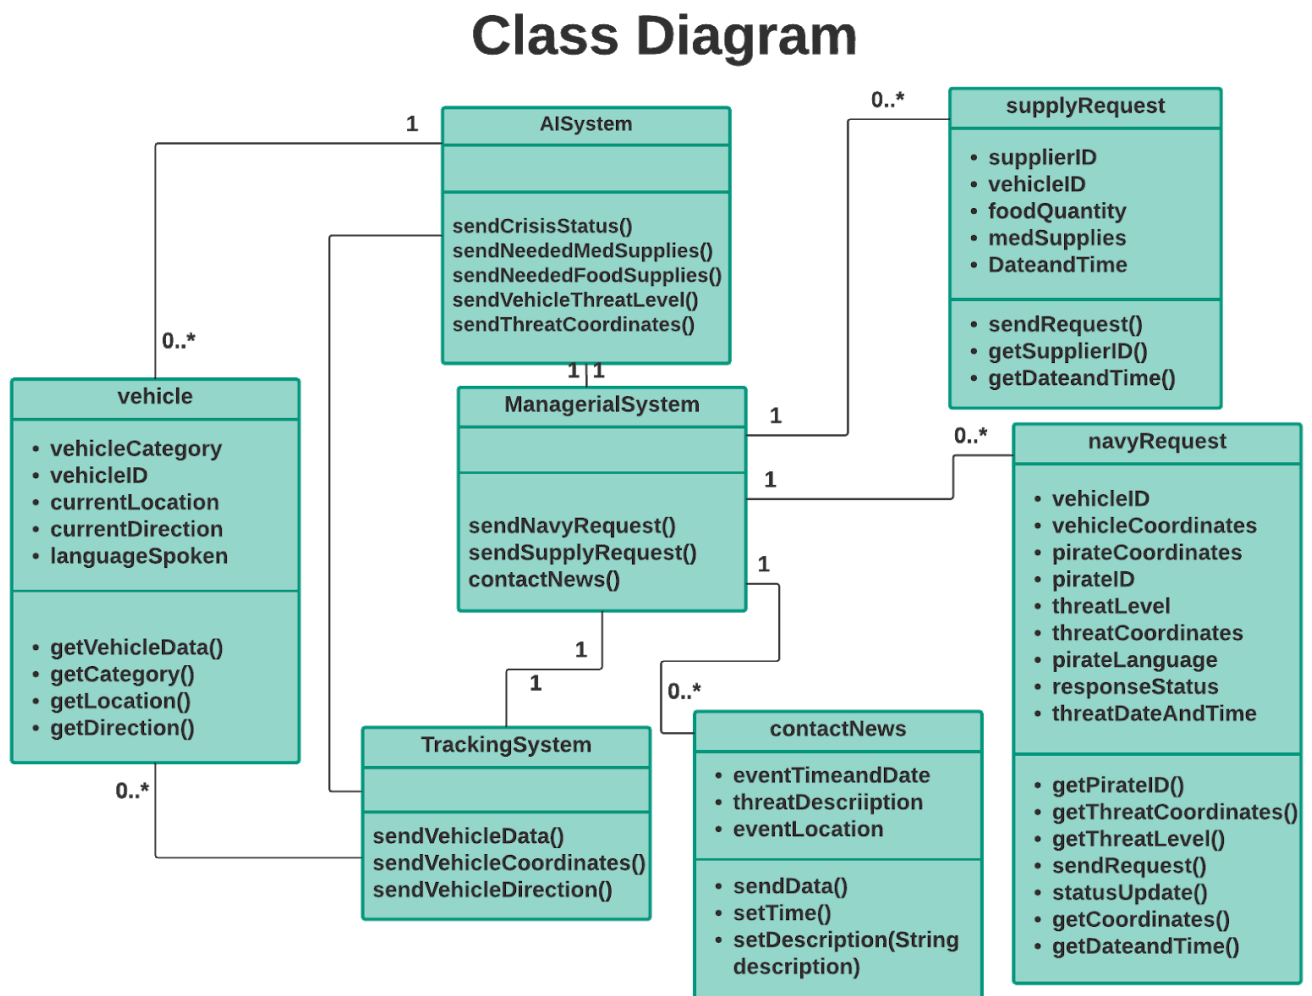 Class Diagram
AISystem
sendCrisisStatus()
sendNeededMedSupplies()
sendNeededFoodSupplies()
sendVehicleThreatLevel()
sendThreatCoordinates()
1
0..*
1
1
0..*
supplyRequest
• supplierID
• vehicleID
• foodQuantity
• medSupplies
• DateandTime
• sendRequest()
• getSupplierID()
• getDateandTime()
vehicle
• vehicleCategory
• vehicleID
• currentLocation
• currentDirection
• languageSpoken
• getVehicleData()
• getCategory()
• getLocation()
• getDirection()
0..*
ManagerialSystem
sendNavyRequest()
sendSupplyRequest()
contactNews()
1
1
0..*
1
1
1
0..*
navyRequest
• vehicleID
• vehicleCoordinates
• pirateCoordinates
• pirateID
• threatLevel
• threatCoordinates
• pirateLanguage
• responseStatus
• threatDateAndTime
• getPirateID()
• getThreatCoordinates()
• getThreatLevel()
• sendRequest()
• statusUpdate()
• getCoordinates()
• getDateandTime()
TrackingSystem
sendVehicleData()
sendVehicleCoordinates()
sendVehicleDirection()
contactNews
• eventTimeandDate
• threatDescriiption
• eventLocation
• sendData()
• setTime()
• setDescription(String
description)